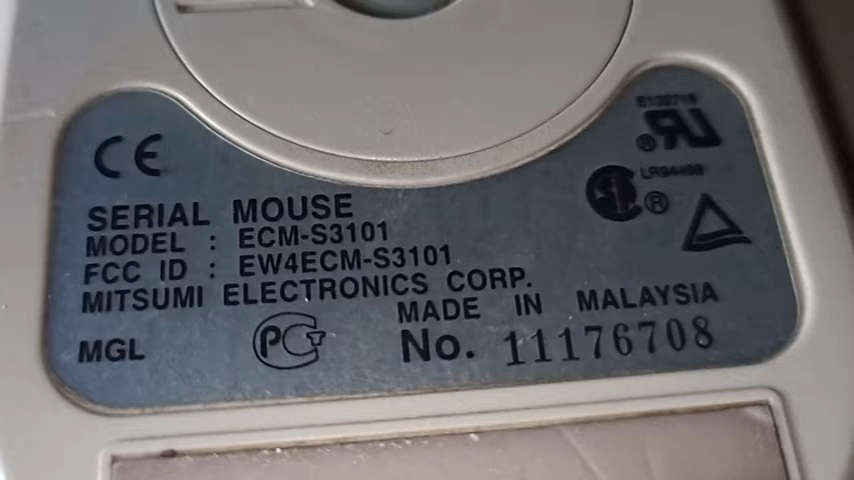 CE
E132718
SERIAL MOUSE
MODEL : ECM-S3101
FCC ID : EW4ECM-S3101
MITSUMI ELECTRONICS CORP.
MADE IN MALAYSIA
MGL
No. 11176708